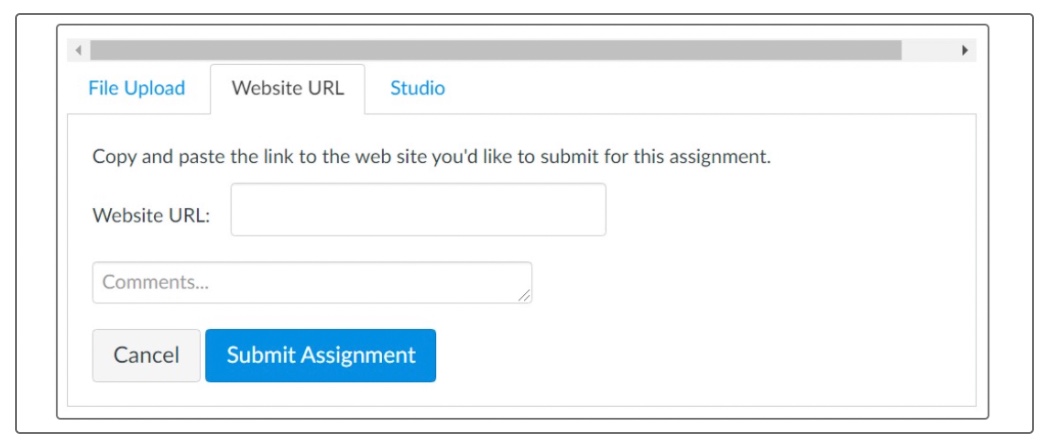 File Upload Website URL Studio
Copy and paste the link to the web site you'd like to submit for this assignment.
Website URL:
Comments...
Cancel Submit Assignment